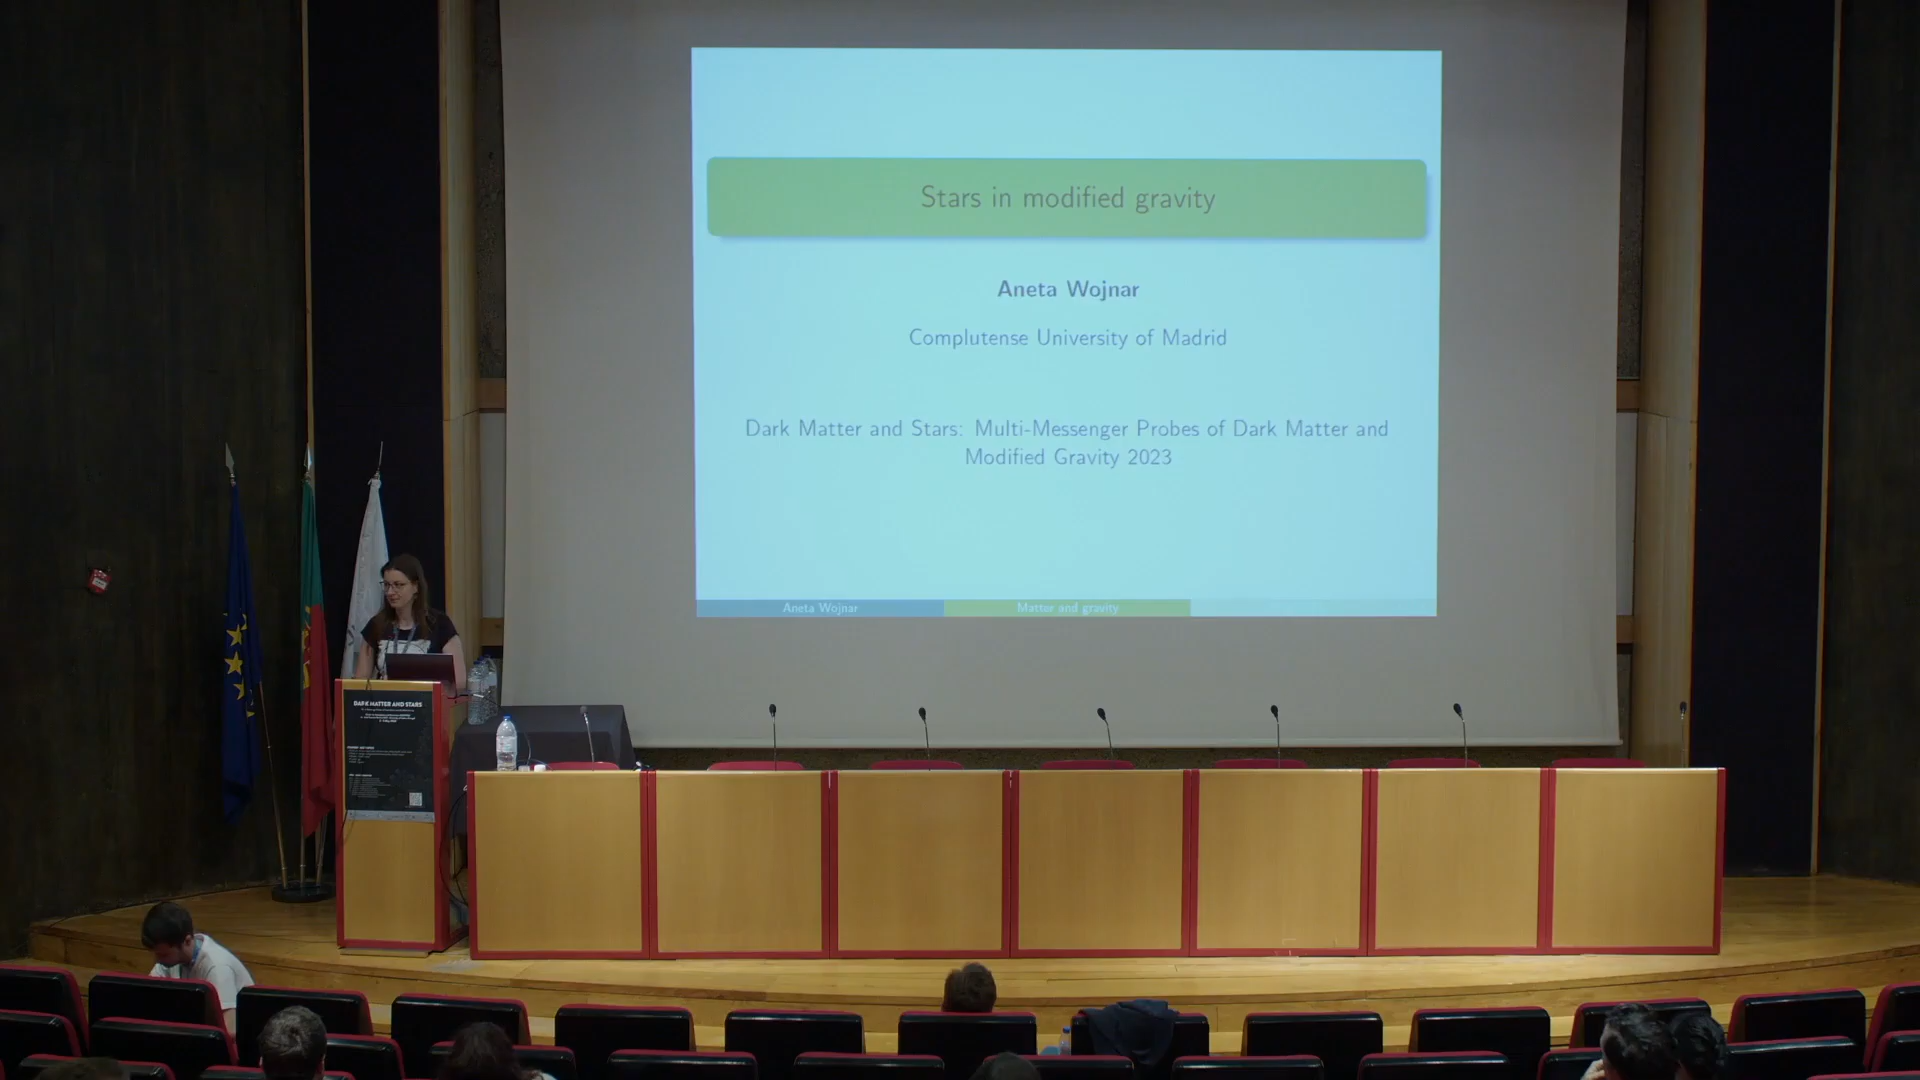 Stars in modified gravity
Aneta Wojnar
Complutense University of Madrid
Dark Matter and Stars: Multi-Messenger Probes of Dark Matter and
Modified Gravity 2023
Aneta Wojnar
Matter and gravity
DARK MATTER AND STARS